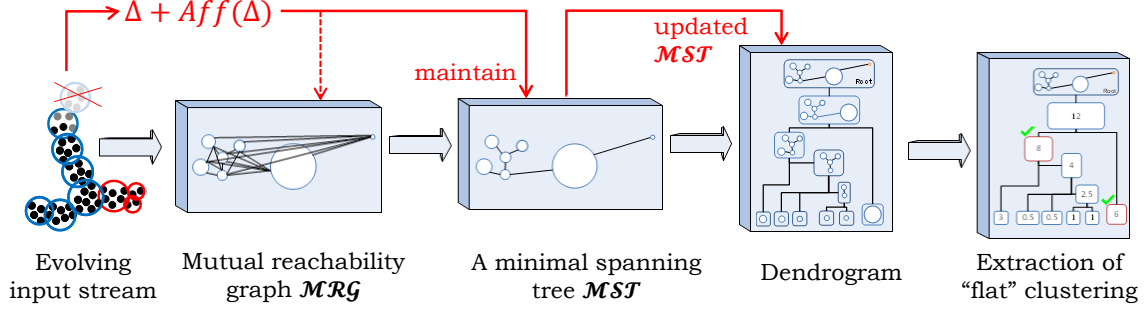 Δ + Aff(Δ)
maintain
updated
MST
Root
Root
12
8
4
2.5
3
0.5
0.5
1
1
6
Evolving
input stream
Mutual reachability
graph MRG
A minimal spanning
tree MST
Dendrogram
Extraction of
“flat” clustering